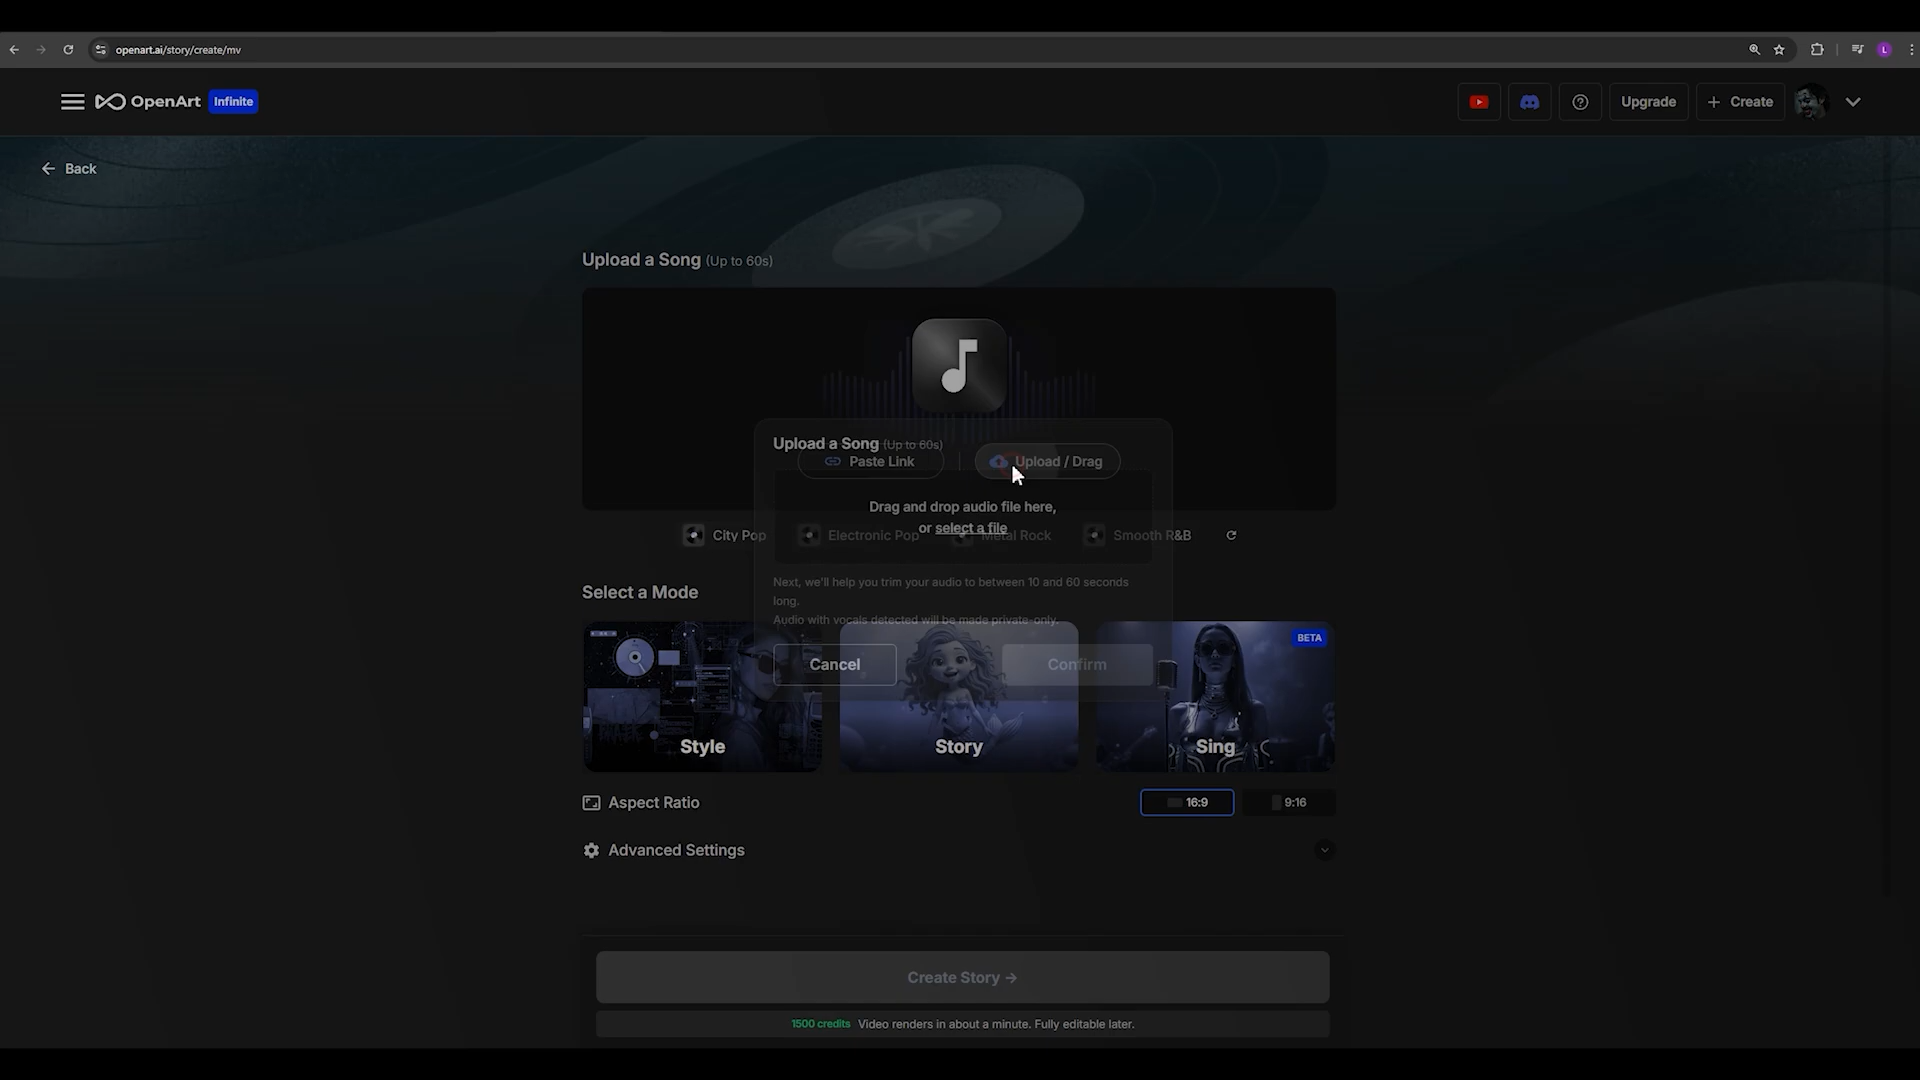 openart.ai/story/create/mv
L
OpenArt Infinite
Upgrade
+ Create
Back
Upload a Song (Up to 60s)
Upload a Song (Up to 60s)
Paste Link
Upload / Drag
Drag and drop audio file here,
or select a file
City Pop
Electronic Pop
Metal Rock
Smooth R&B
Next, we'll help you trim your audio to between 10 and 60 seconds
long.
Audio with vocals detected will be made private-only.
Select a Mode
BETA
Cancel
Confirm
Style
Story
Sing
Aspect Ratio
16:9
9:16
Advanced Settings
Create Story →
1500 credits Video renders in about a minute. Fully editable later.